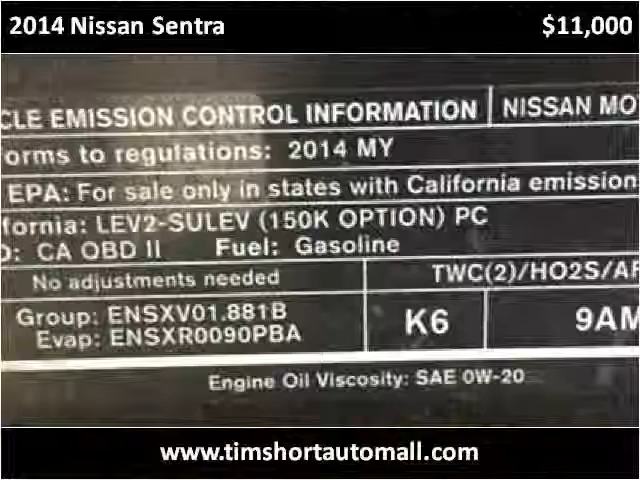 2014 Nissan Sentra $11,000
CLE EMISSION CONTROL INFORMATION NISSAN MO
orms to regulations: 2014 MY
EPA: For sale only in states with California emission
fornia: LEV2-SULEV (150K OPTION) PC
D: CA OBD II Fuel: Gasoline
No adjustments needed TWC(2)/HO2S/AF
Group: ENSXV01.881B K6 9AM
Evap: ENSXR0090PBA
Engine Oil Viscosity: SAE 0W-20
www.timshortautomall.com